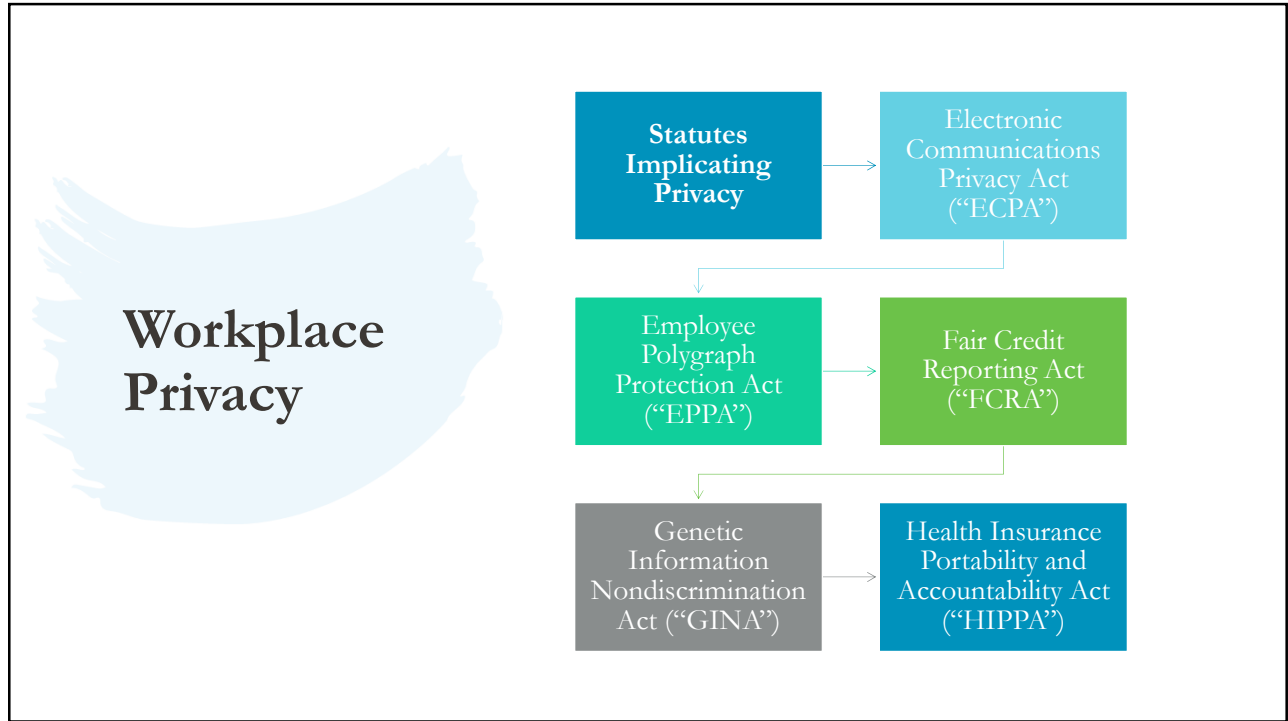 Workplace
Privacy
Statutes
Implicating
Privacy
Electronic
Communications
Privacy Act
(“ECPA”)
Employee
Polygraph
Protection Act
(“EPPA”)
Fair Credit
Reporting Act
(“FCRA”)
Genetic
Information
Nondiscrimination
Act (“GINA”)
Health Insurance
Portability and
Accountability Act
(“HIPPA”)